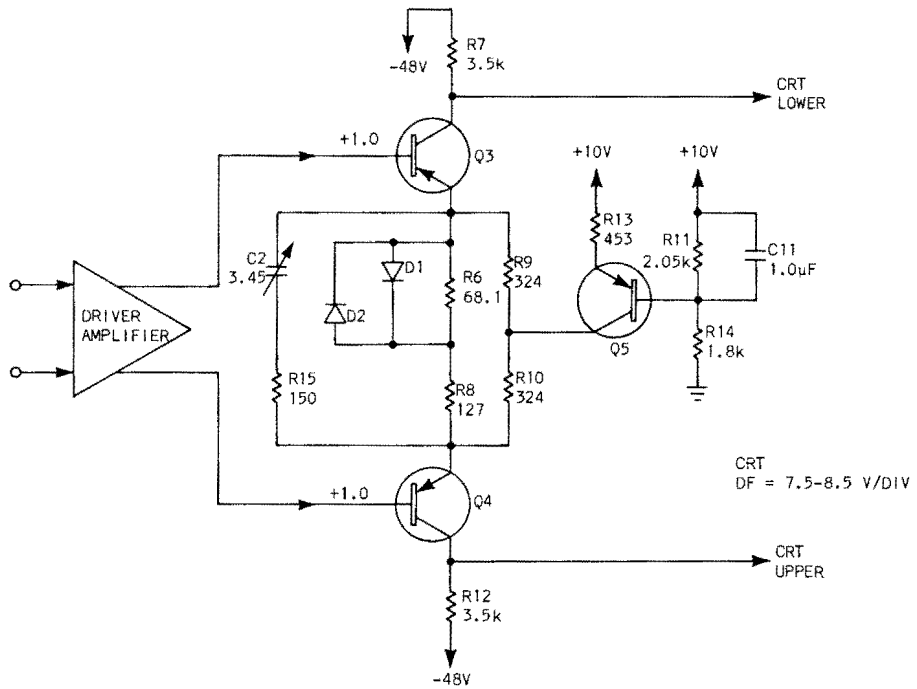 R7
3.5k
-48V
CRT
LOWER
+1.0
Q3
+10V
+10V
R13
453
R11
2.05k
C11
1.0µF
C2
3.45
D1
D2
R6
68.1
R9
324
DRIVER
AMPLIFIER
Q5
R14
1.8k
R15
150
R8
127
R10
324
+1.0
Q4
CRT
DF = 7.5-8.5 V/DIV
CRT
UPPER
R12
3.5k
-48V